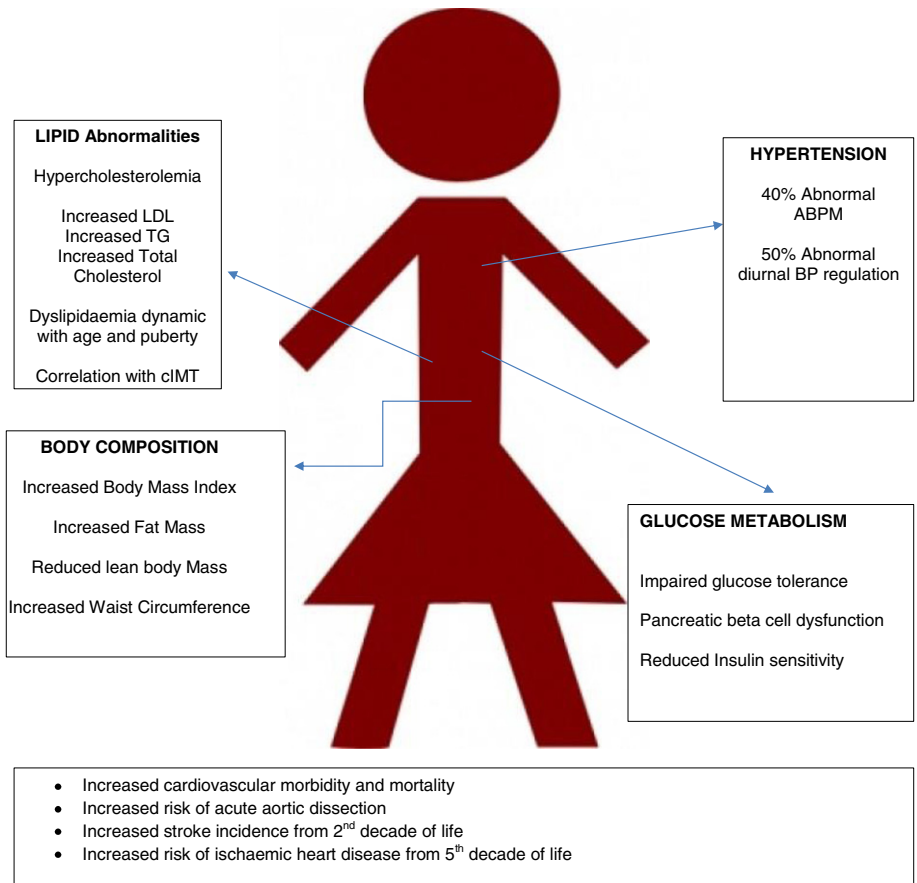 LIPID Abnormalities
Hypercholesterolemia
Increased LDL
Increased TG
Increased Total
Cholesterol
Dyslipidaemia dynamic
with age and puberty
Correlation with cIMT
HYPERTENSION
40% Abnormal
ABPM
50% Abnormal
diurnal BP regulation
BODY COMPOSITION
Increased Body Mass Index
Increased Fat Mass
Reduced lean body Mass
Increased Waist Circumference
GLUCOSE METABOLISM
Impaired glucose tolerance
Pancreatic beta cell dysfunction
Reduced Insulin sensitivity
• Increased cardiovascular morbidity and mortality
• Increased risk of acute aortic dissection
• Increased stroke incidence from 2nd decade of life
• Increased risk of ischaemic heart disease from 5th decade of life